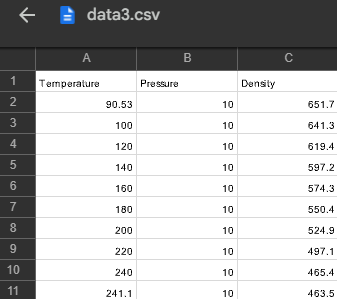 data3.csv
A B C
1 Temperature Pressure Density
2 90.53 10 651.7
3 100 10 641.3
4 120 10 619.4
5 140 10 597.2
6 160 10 574.3
7 180 10 550.4
8 200 10 524.9
9 220 10 497.1
10 240 10 465.4
11 241.1 10 463.5